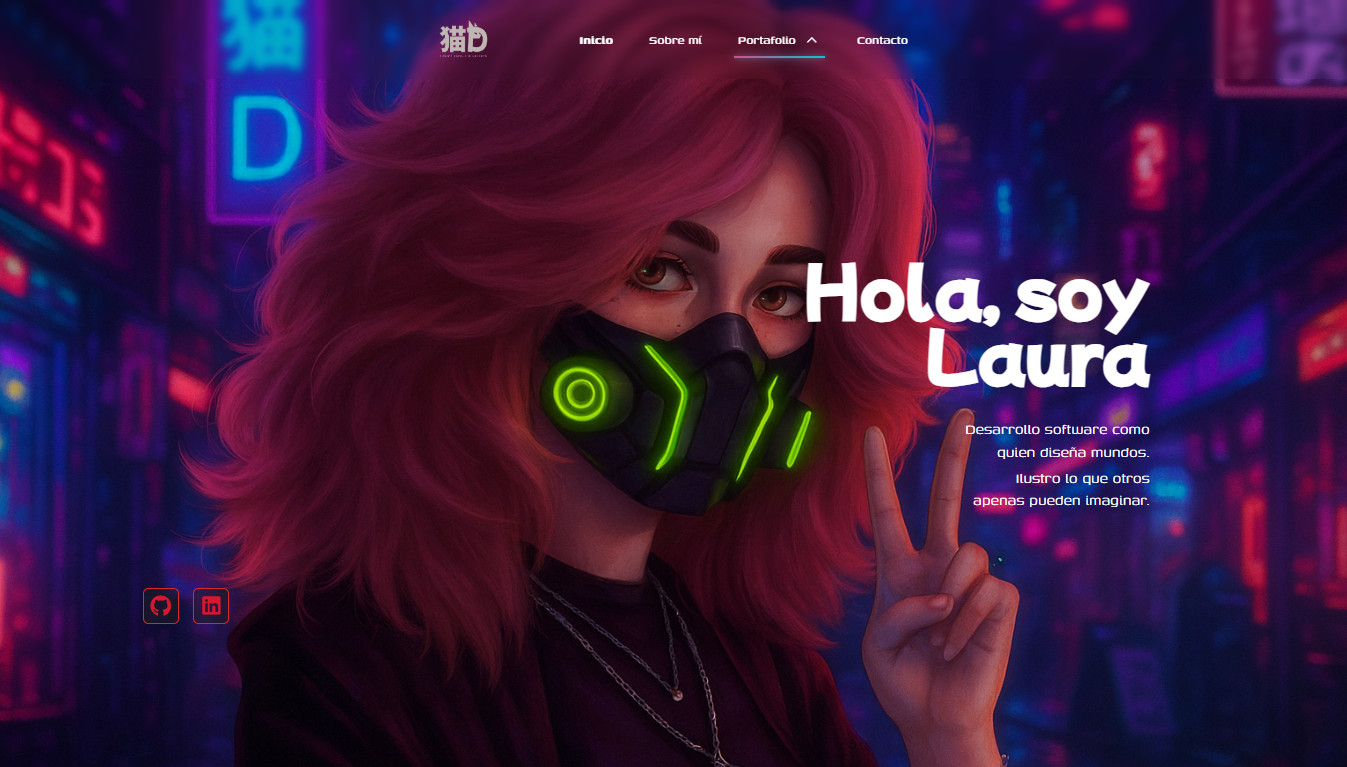 猫D
Inicio
Sobre mí
Portafolio
Contacto
猫
D
Hola, soy
Laura
Desarrollo software como
quien diseña mundos.
Ilustro lo que otros
apenas pueden imaginar.
in